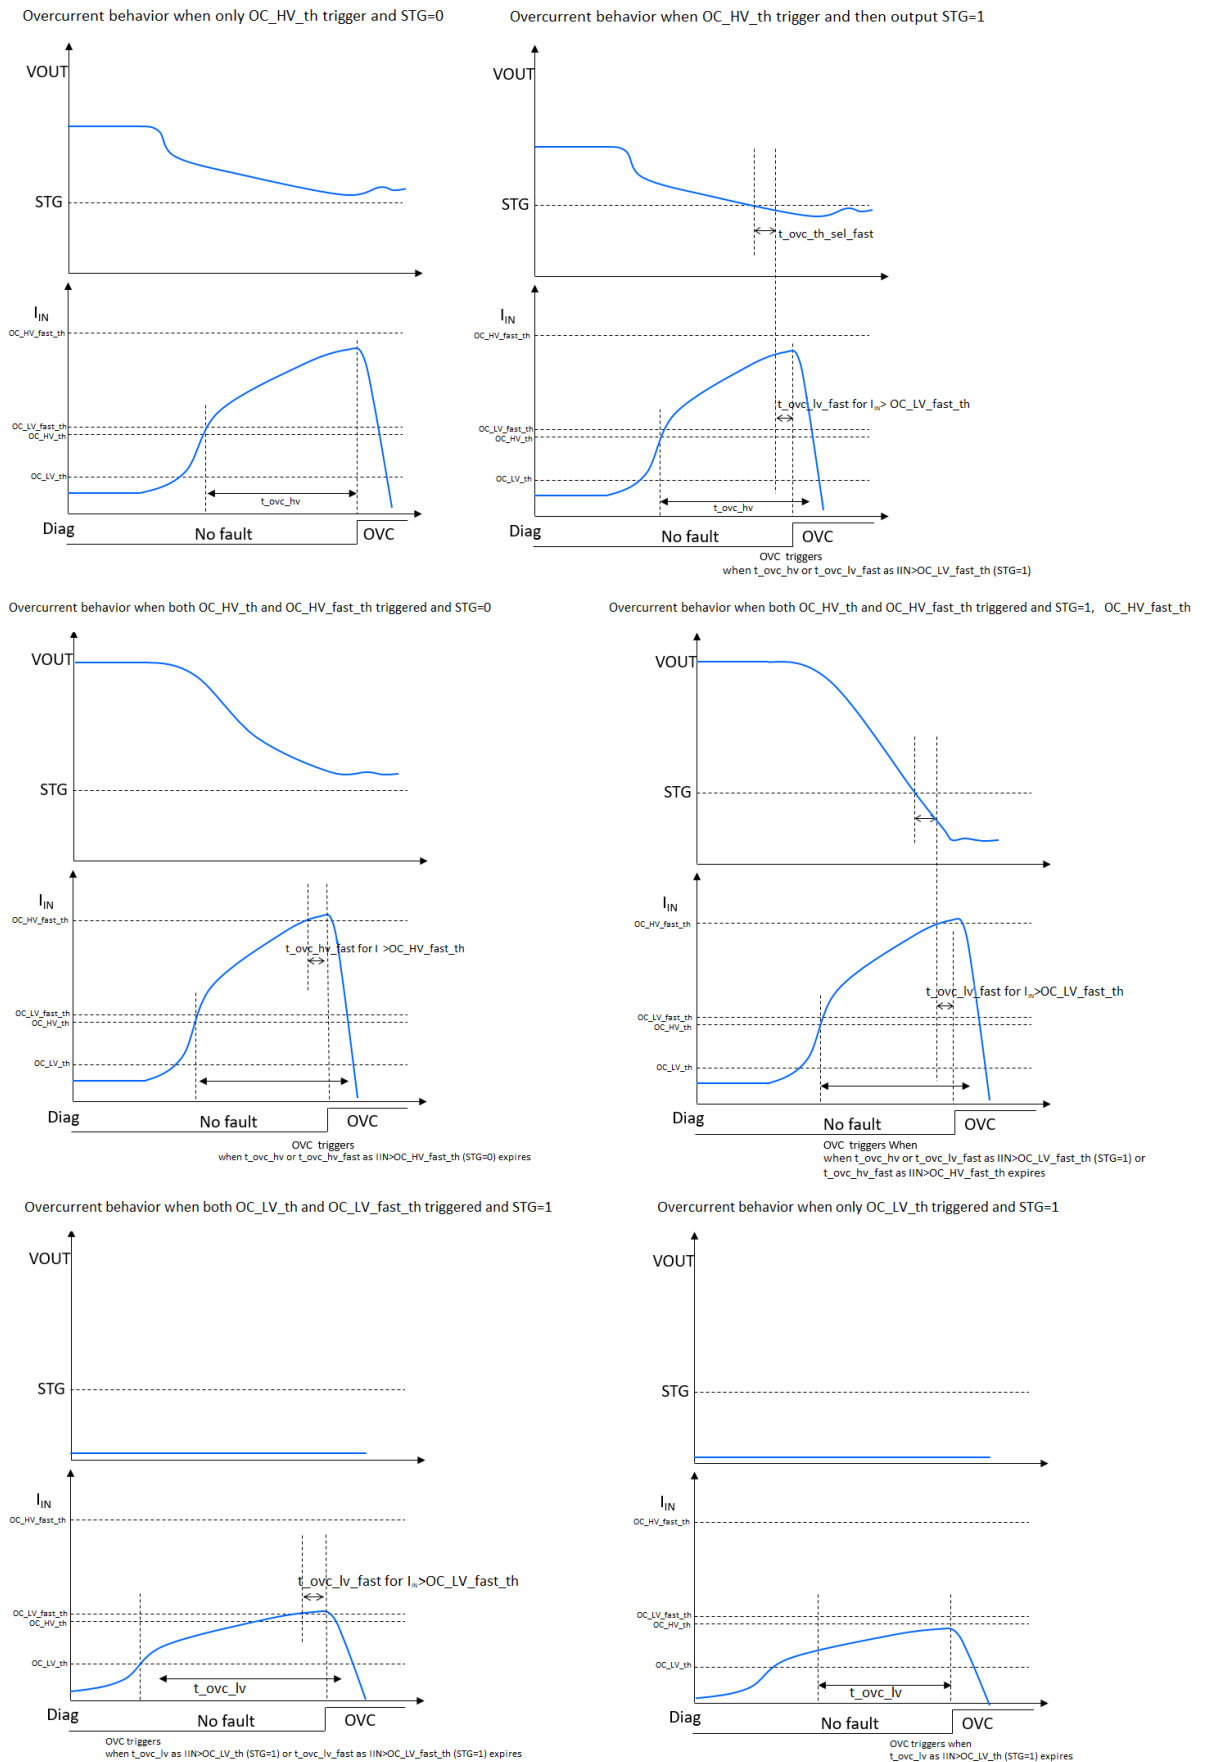 Overcurrent behavior when only OC_HV_th trigger and STG=0
VOUT
STG
IIN
OC_HV_fast_th
OC_LV_fast_th
OC_HV_th
OC_LV_th
t_ovc_hv
Diag
No fault
OVC
Overcurrent behavior when OC_HV_th trigger and then output STG=1
VOUT
STG
t_ovc_th_sel_fast
IIN
OC_HV_fast_th
t_ovc_lv_fast for IIN> OC_LV_fast_th
OC_LV_fast_th
OC_HV_th
OC_LV_th
t_ovc_hv
Diag
No fault
OVC
OVC triggers
when t_ovc_hv or t_ovc_lv_fast as IIN>OC_LV_fast_th (STG=1)
Overcurrent behavior when both OC_HV_th and OC_HV_fast_th triggered and STG=0
VOUT
STG
IIN
OC_HV_fast_th
t_ovc_hv_fast for I >OC_HV_fast_th
OC_LV_fast_th
OC_HV_th
OC_LV_th
Diag
No fault
OVC
OVC triggers
when t_ovc_hv or t_ovc_hv_fast as IIN>OC_HV_fast_th (STG=0) expires
Overcurrent behavior when both OC_HV_th and OC_HV_fast_th triggered and STG=1, OC_HV_fast_th
VOUT
STG
IIN
OC_HV_fast_th
t_ovc_lv_fast for IIN>OC_LV_fast_th
OC_LV_fast_th
OC_HV_th
OC_LV_th
Diag
No fault
OVC
OVC triggers When
when t_ovc_hv or t_ovc_lv_fast as IIN>OC_LV_fast_th (STG=1) or
t_ovc_hv_fast as IIN>OC_HV_fast_th expires
Overcurrent behavior when both OC_LV_th and OC_LV_fast_th triggered and STG=1
VOUT
STG
IIN
OC_HV_fast_th
t_ovc_lv_fast for IIN>OC_LV_fast_th
OC_LV_fast_th
OC_HV_th
OC_LV_th
t_ovc_lv
Diag
No fault
OVC
OVC triggers
when t_ovc_lv as IIN>OC_LV_th (STG=1) or t_ovc_lv_fast as IIN>OC_LV_fast_th (STG=1) expires
Overcurrent behavior when only OC_LV_th triggered and STG=1
VOUT
STG
IIN
OC_HV_fast_th
OC_LV_fast_th
OC_HV_th
OC_LV_th
t_ovc_lv
Diag
No fault
OVC
OVC triggers when
t_ovc_lv as IIN>OC_LV_th (STG=1) expires